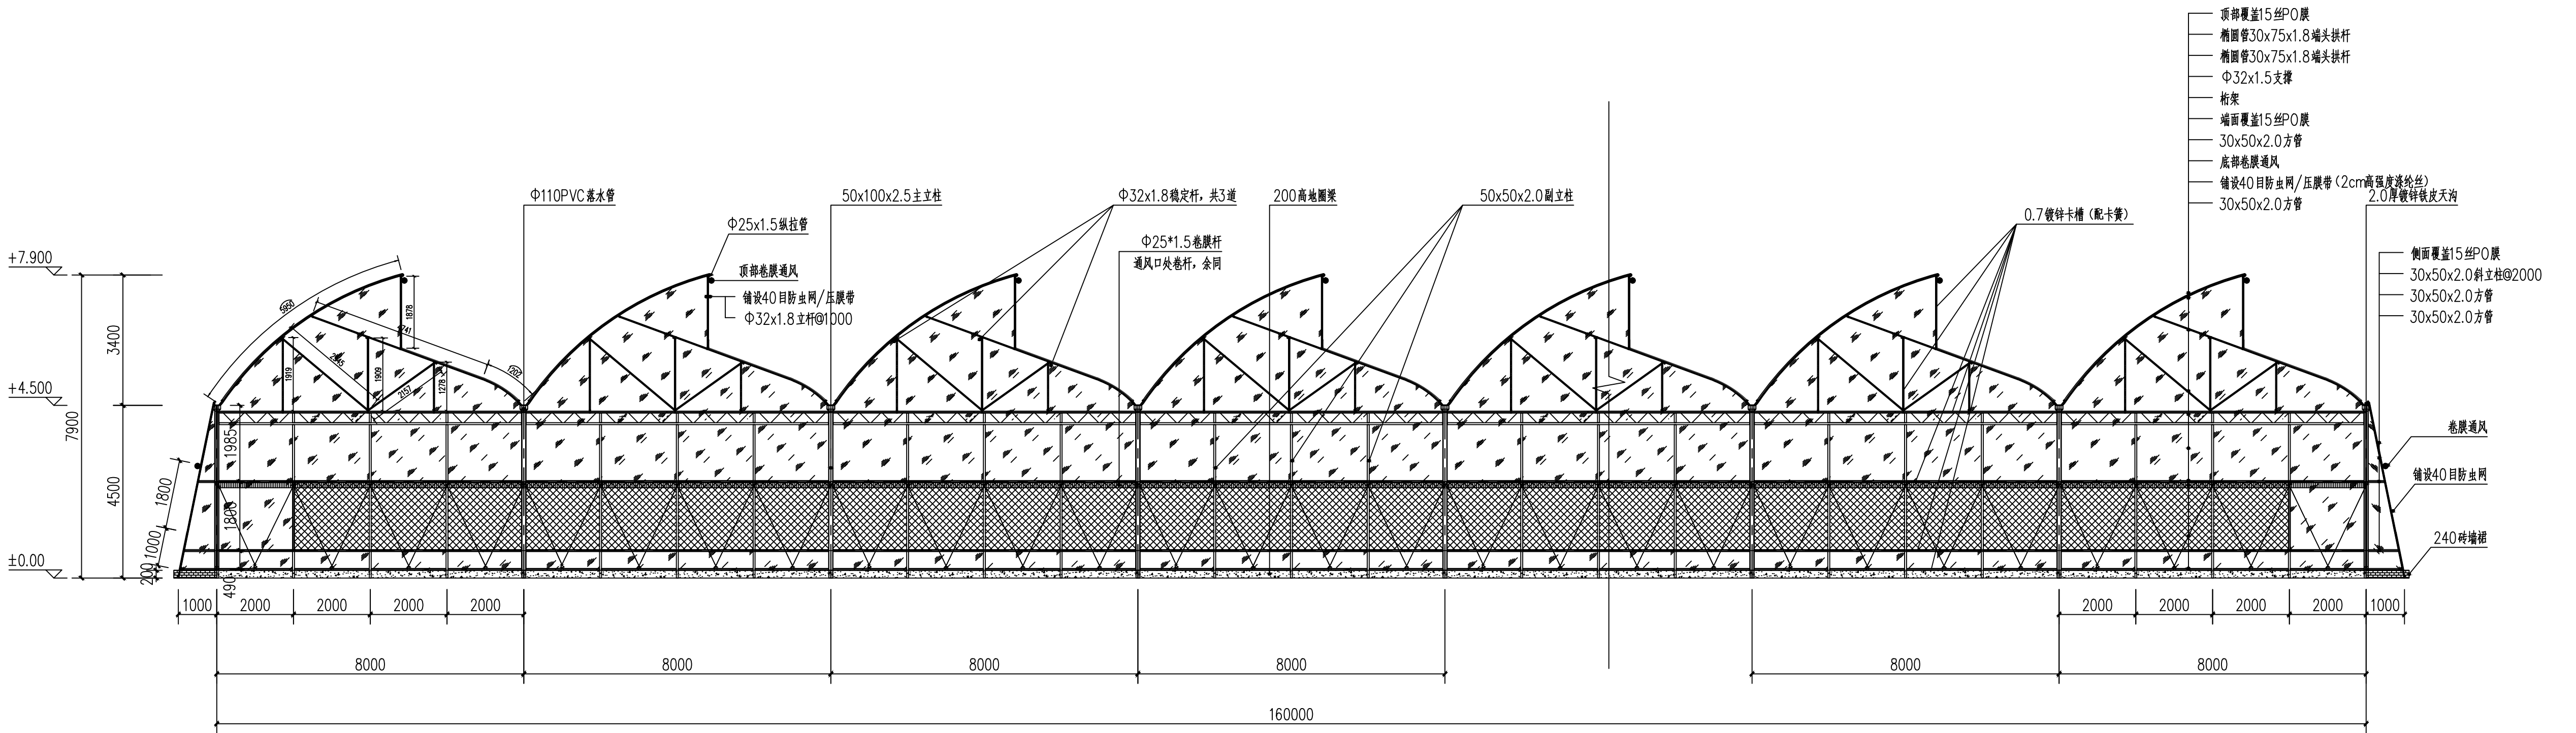 顶部覆盖15丝PO膜
椭圆管30x75x1.8端头拱杆
椭圆管30x75x1.8端头拱杆
Φ32x1.5支撑
桁架
端面覆盖15丝PO膜
30x50x2.0方管
底部卷膜通风
铺设40目防虫网/压膜带(2cm高强度涤纶丝)
30x50x2.0方管
Φ110PVC落水管
50x100x2.5主立柱
Φ32x1.8稳定杆，共3道
200高地圈梁
50x50x2.0副立柱
2.0厚镀锌铁皮天沟
0.7镀锌卡槽(配卡簧)
Φ25x1.5纵拉管
Φ25*1.5卷膜杆
通风口处卷杆，余同
顶部卷膜通风
铺设40目防虫网/压膜带
Φ32x1.8立杆@1000
侧面覆盖15丝PO膜
30x50x2.0斜立柱@2000
30x50x2.0方管
30x50x2.0方管
+7.900
+4.500
±0.00
3400
7900
4500
5950
4741
1878
2945
1919
1909
2157
1278
1207
1985
1800
1800
1000
200
490
卷膜通风
铺设40目防虫网
240砖墙裙
1000
2000
2000
2000
2000
2000
2000
2000
2000
1000
8000
8000
8000
8000
8000
8000
160000